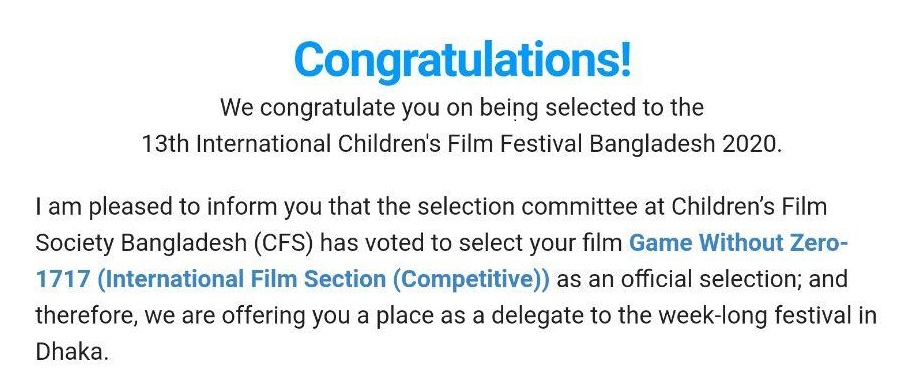 Congratulations!
We congratulate you on being selected to the
13th International Children's Film Festival Bangladesh 2020.
I am pleased to inform you that the selection committee at Children’s Film
Society Bangladesh (CFS) has voted to select your film Game Without Zero-
1717 (International Film Section (Competitive)) as an official selection; and
therefore, we are offering you a place as a delegate to the week-long festival in
Dhaka.